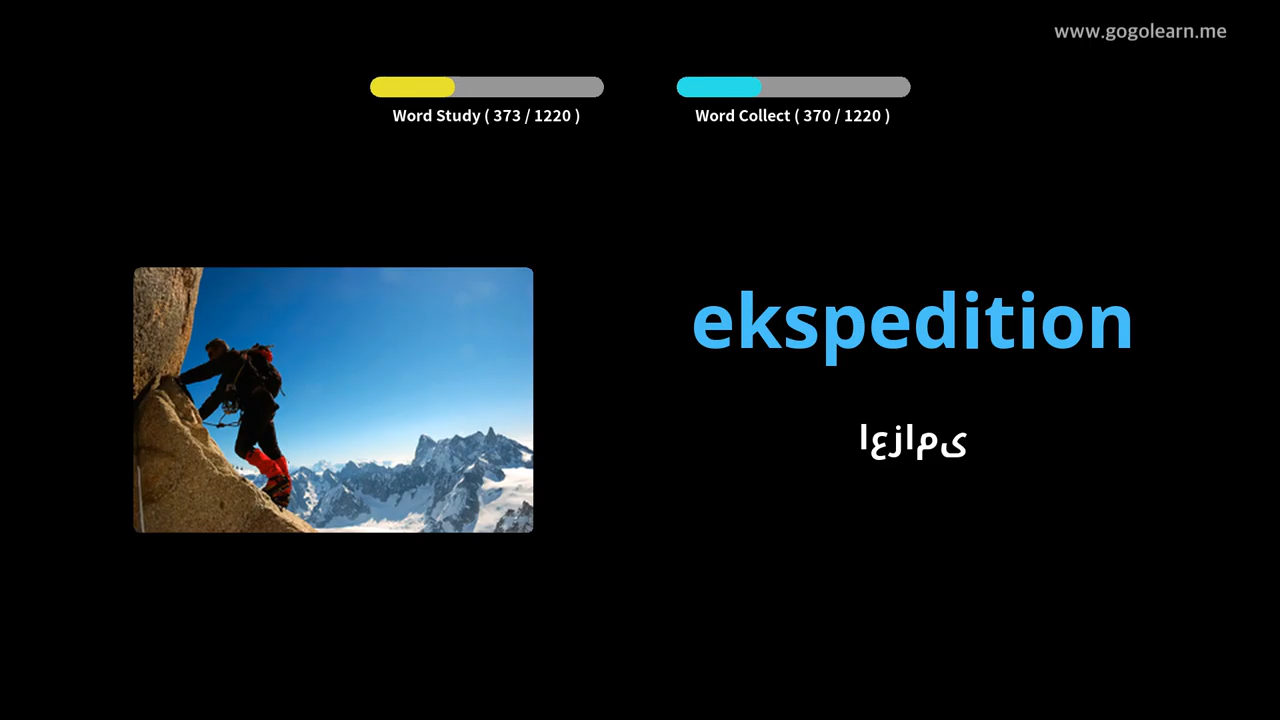 www.gogolearn.me
Word Study ( 373 / 1220 )
Word Collect ( 370 / 1220 )
ekspedition
اعزامی